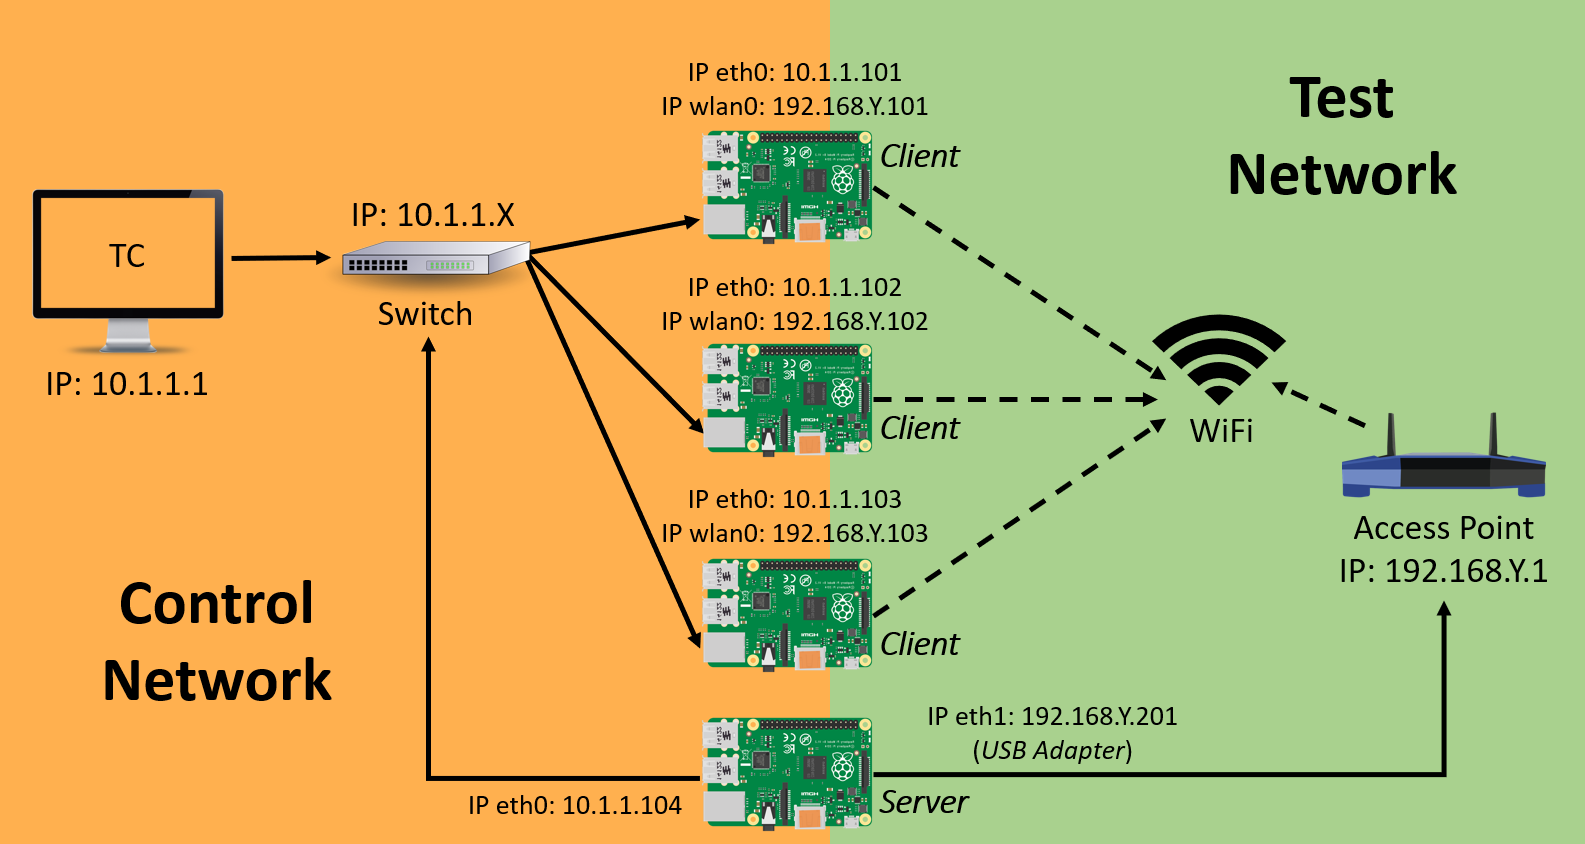 Test
Network
IP eth0: 10.1.1.101
IP wlan0: 192.168.Y.101
Client
TC
IP: 10.1.1.1
IP: 10.1.1.X
Switch
IP eth0: 10.1.1.102
IP wlan0: 192.168.Y.102
Client
WiFi
Access Point
IP: 192.168.Y.1
IP eth0: 10.1.1.103
IP wlan0: 192.168.Y.103
Client
Control
Network
IP eth1: 192.168.Y.201
(USB Adapter)
IP eth0: 10.1.1.104
Server